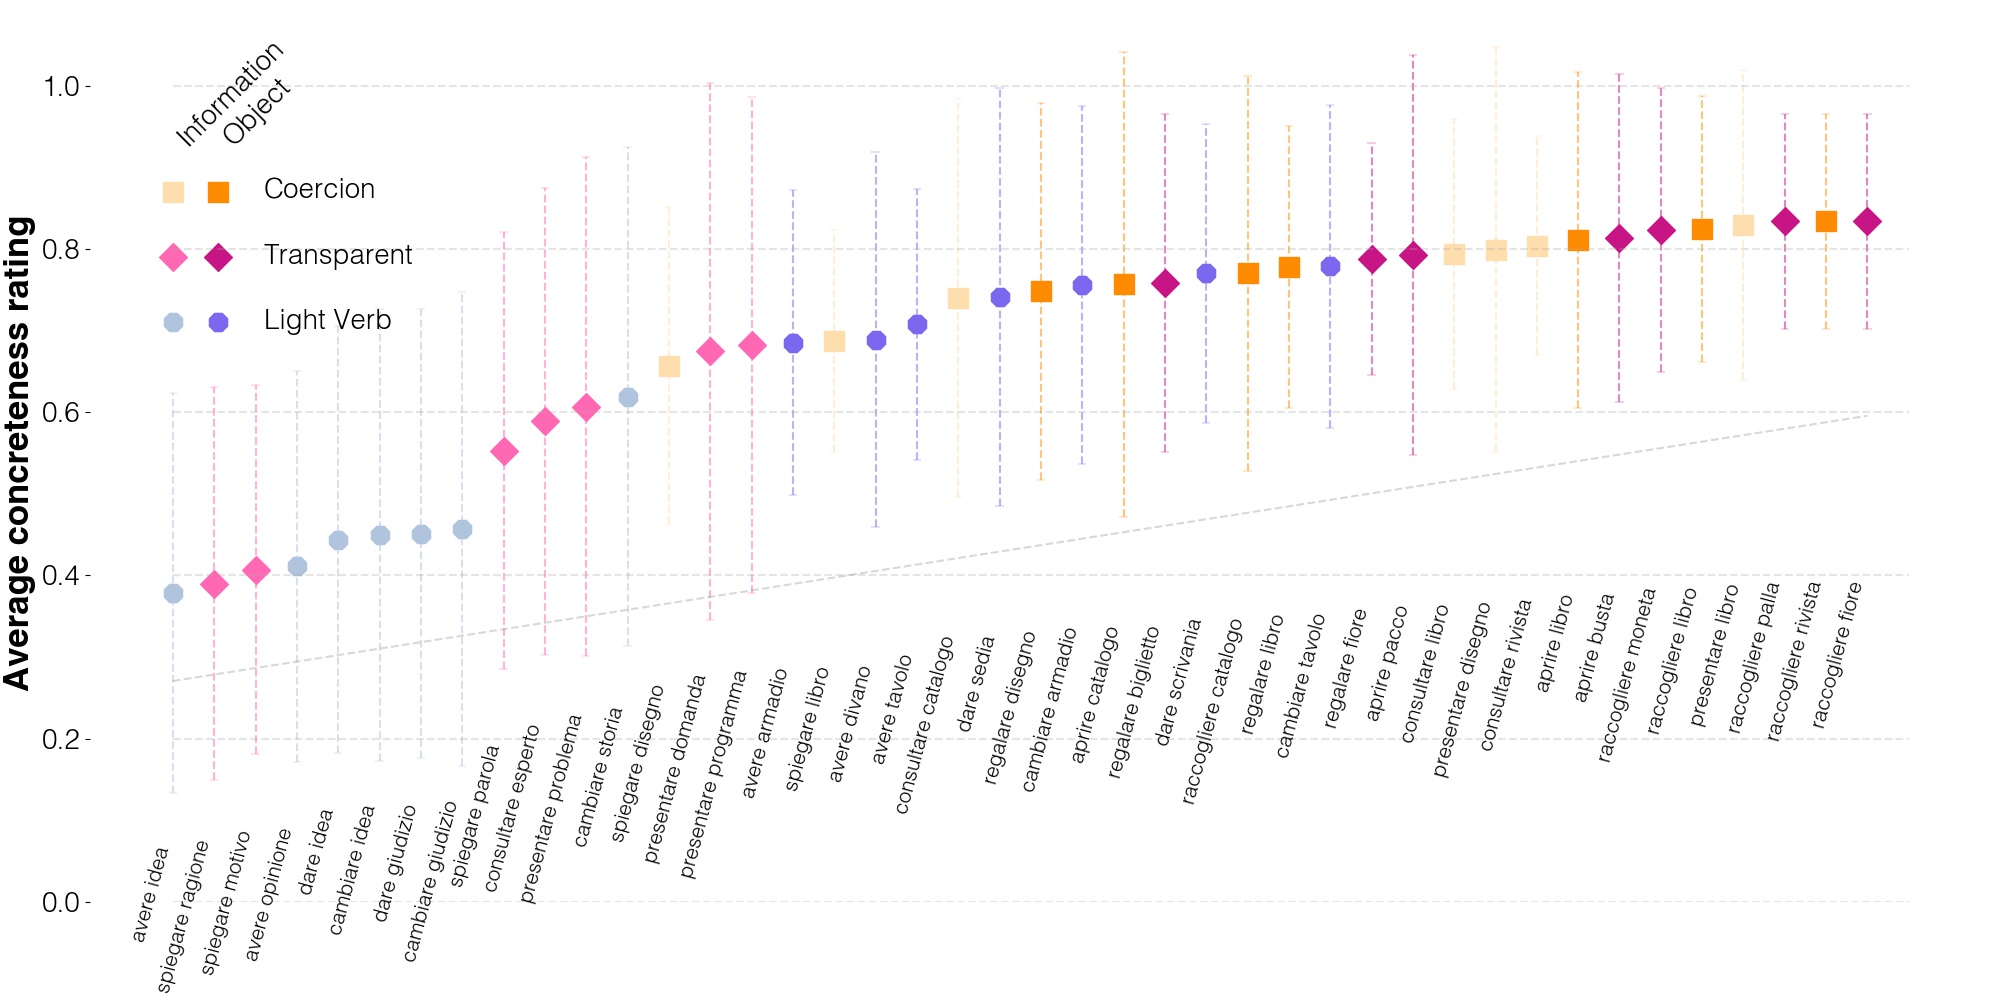 Average concreteness rating
1.0
0.8
0.6
0.4
0.2
0.0
Information
Object
Coercion
Transparent
Light Verb
avere idea
spiegare ragione
spiegare motivo
avere opinione
dare idea
cambiare idea
dare giudizio
cambiare giudizio
spiegare parola
consultare esperto
presentare problema
cambiare storia
spiegare disegno
presentare domanda
presentare programma
avere armadio
spiegare libro
avere divano
avere tavolo
consultare catalogo
dare sedia
regalare disegno
cambiare armadio
aprire catalogo
regalare biglietto
dare scrivania
raccogliere catalogo
regalare libro
cambiare tavolo
regalare fiore
aprire pacco
consultare libro
presentare disegno
consultare rivista
aprire libro
aprire busta
raccogliere moneta
raccogliere libro
presentare libro
raccogliere palla
raccogliere rivista
raccogliere fiore